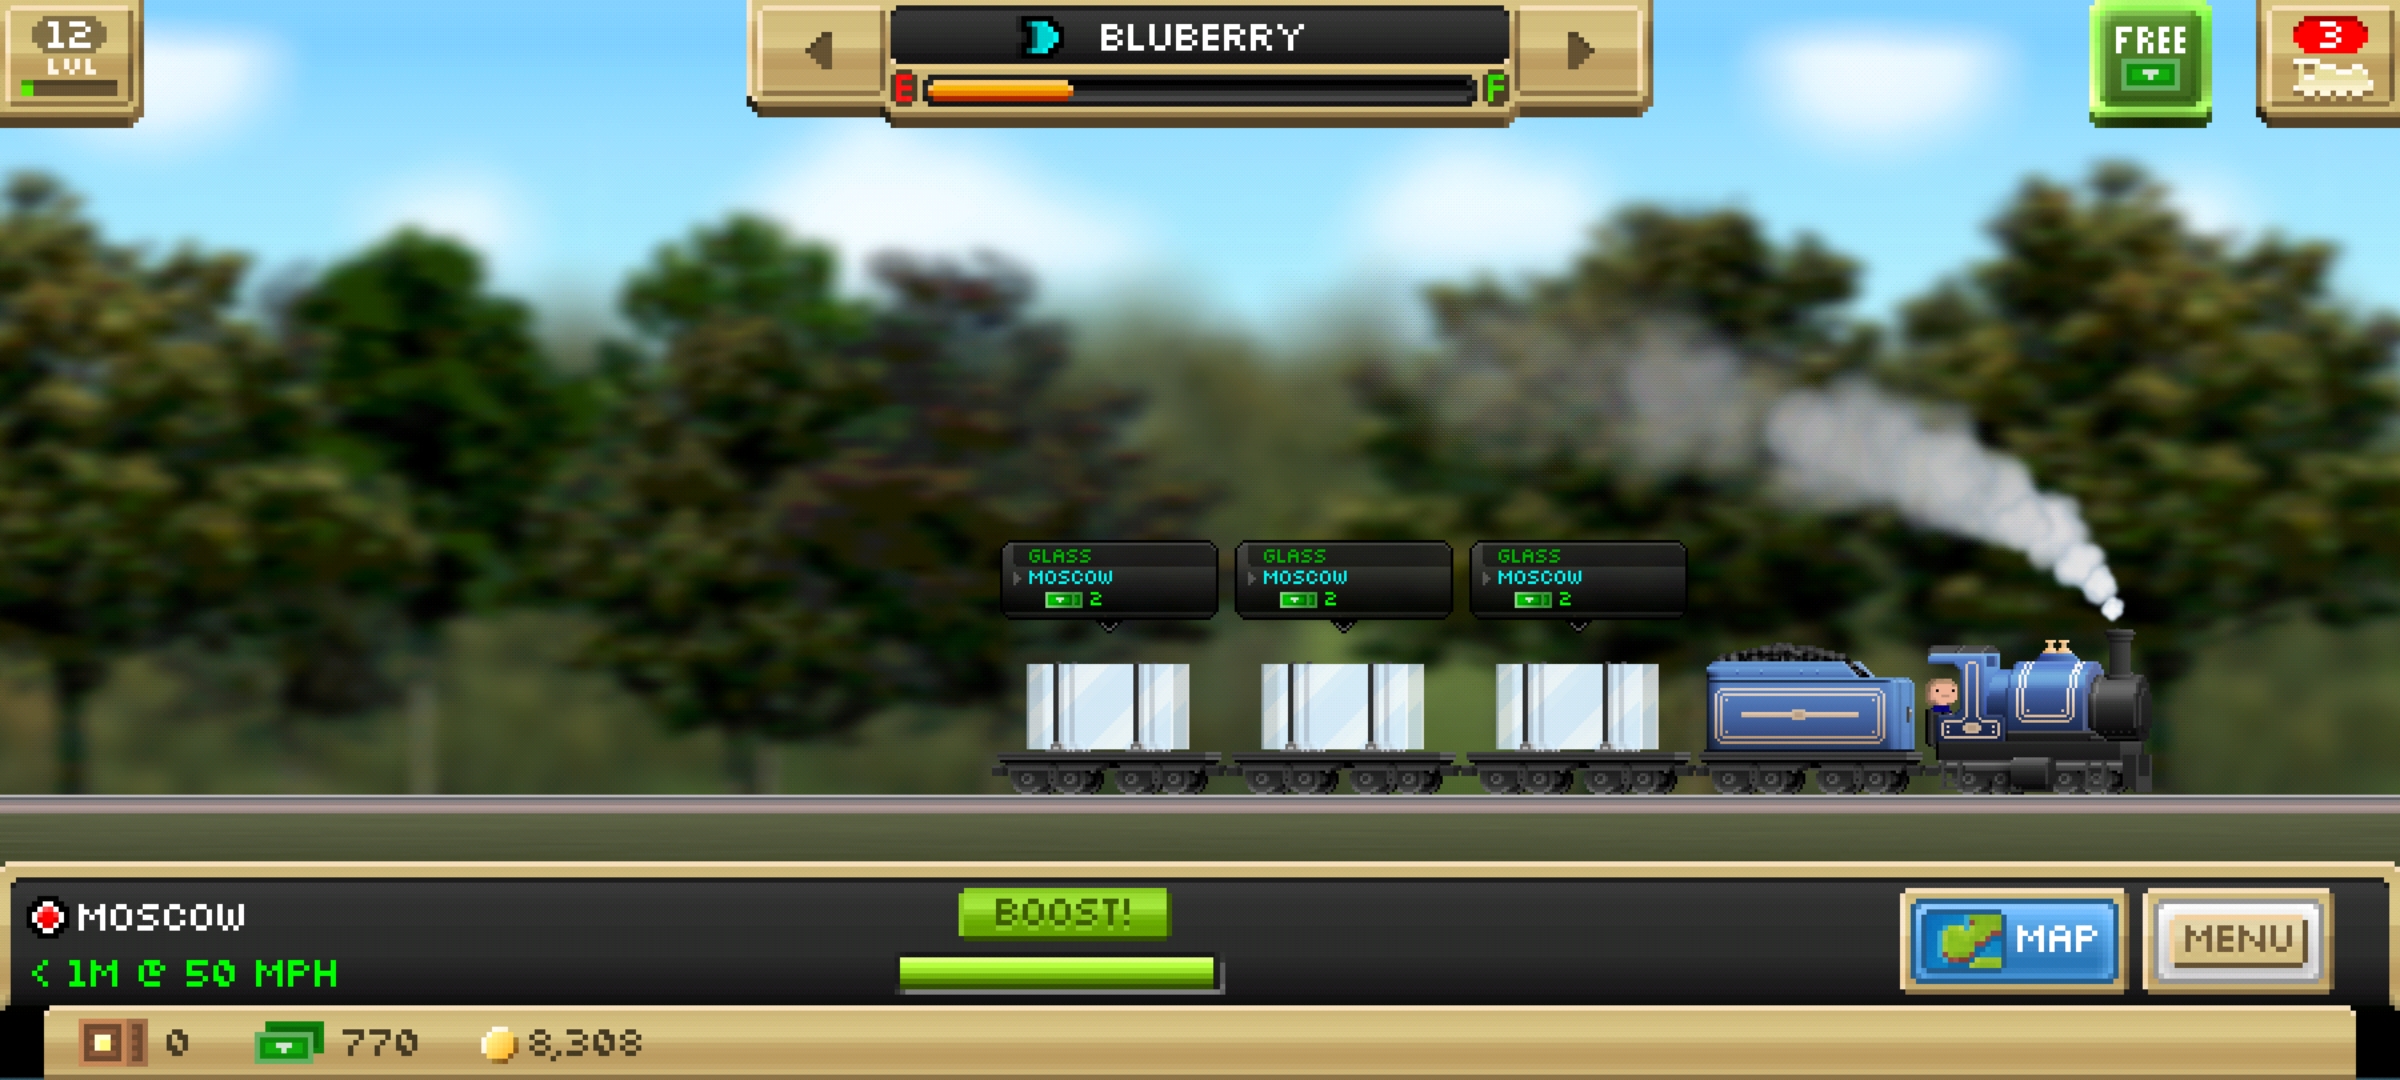 12
LVL
BLUBERRY
E F
FREE
3
GLASS
MOSCOW
2
GLASS
MOSCOW
2
GLASS
MOSCOW
2
MOSCOW
< 1M @ 50 MPH
BOOST!
MAP
MENU
0 770 8,308